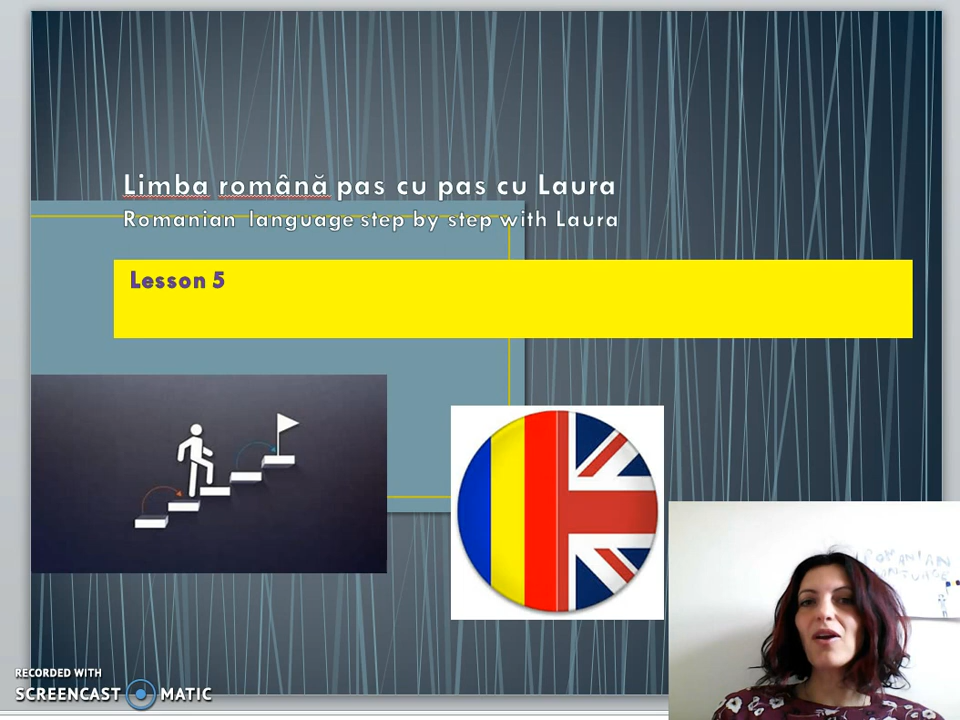 Limba română pas cu pas cu Laura
Romanian language step by step with Laura
Lesson 5
ROMANIAN
RECORDED WITH
SCREENCAST MATIC